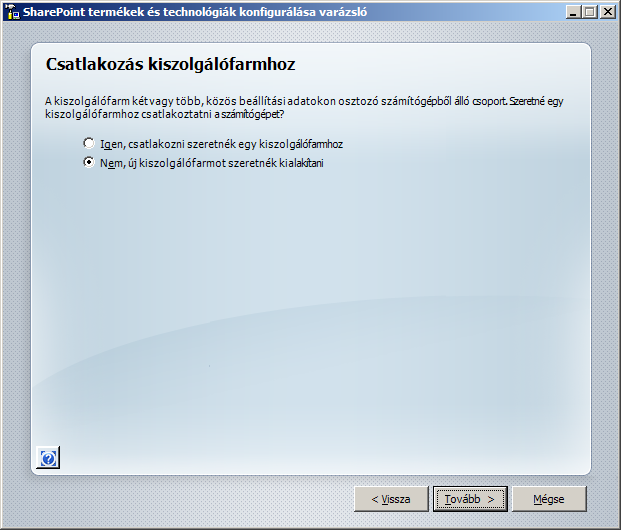 SharePoint termékek és technológiák konfigurálása varázsló
Csatlakozás kiszolgálófarmhoz
A kiszolgálófarm két vagy több, közös beállítási adatokon osztozó számítógépből álló csoport. Szeretné egy
kiszolgálófarmhoz csatlakoztatni a számítógépet?
Igen, csatlakozni szeretnék egy kiszolgálófarmhoz
Nem, új kiszolgálófarmot szeretnék kialakítani
?
< Vissza
Tovább >
Mégse